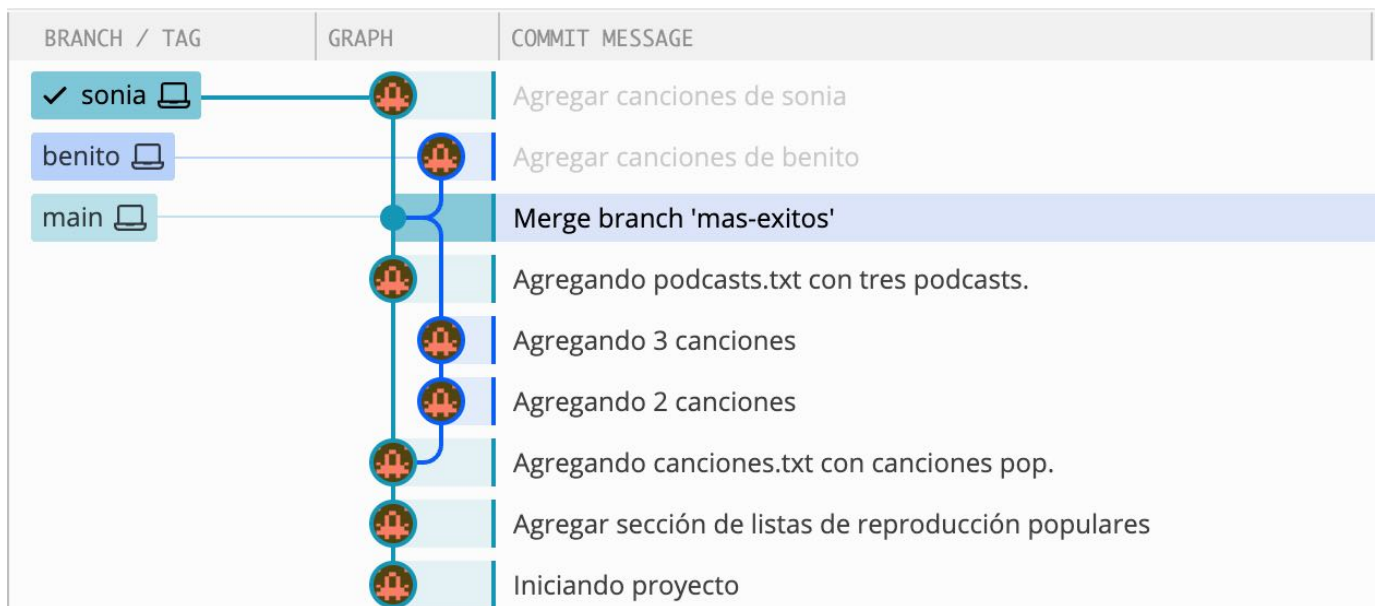 BRANCH / TAG GRAPH COMMIT MESSAGE
sonia Agregar canciones de sonia
benito Agregar canciones de benito
main Merge branch 'mas-exitos'
Agregando podcasts.txt con tres podcasts.
Agregando 3 canciones
Agregando 2 canciones
Agregando canciones.txt con canciones pop.
Agregar sección de listas de reproducción populares
Iniciando proyecto